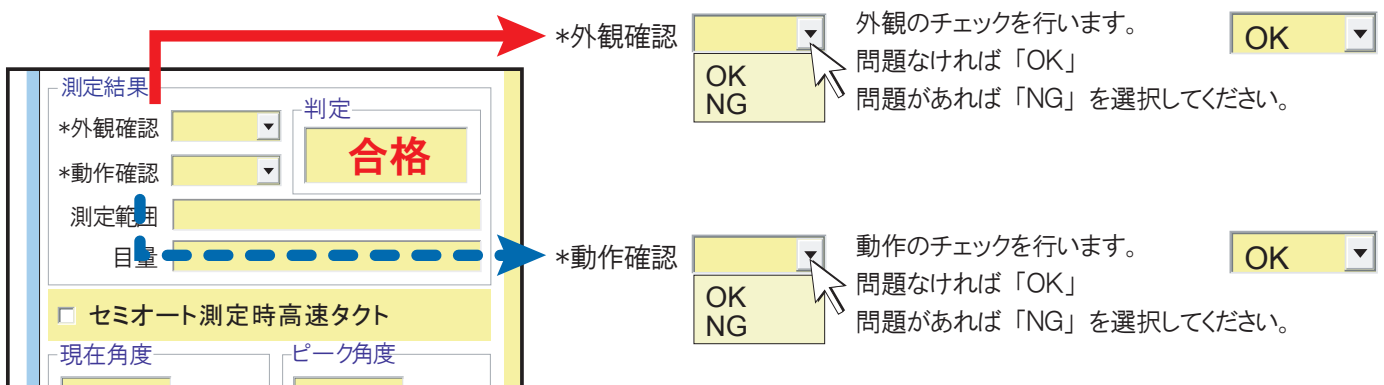 測定結果
*外観確認
判定
合格
*動作確認
測定範囲
目量
セミオート測定時高速タクト
現在角度
ピーク角度
*外観確認
OK
NG
外観のチェックを行います。
問題なければ「OK」
問題があれば「NG」を選択してください。
OK
*動作確認
OK
NG
動作のチェックを行います。
問題なければ「OK」
問題があれば「NG」を選択してください。
OK